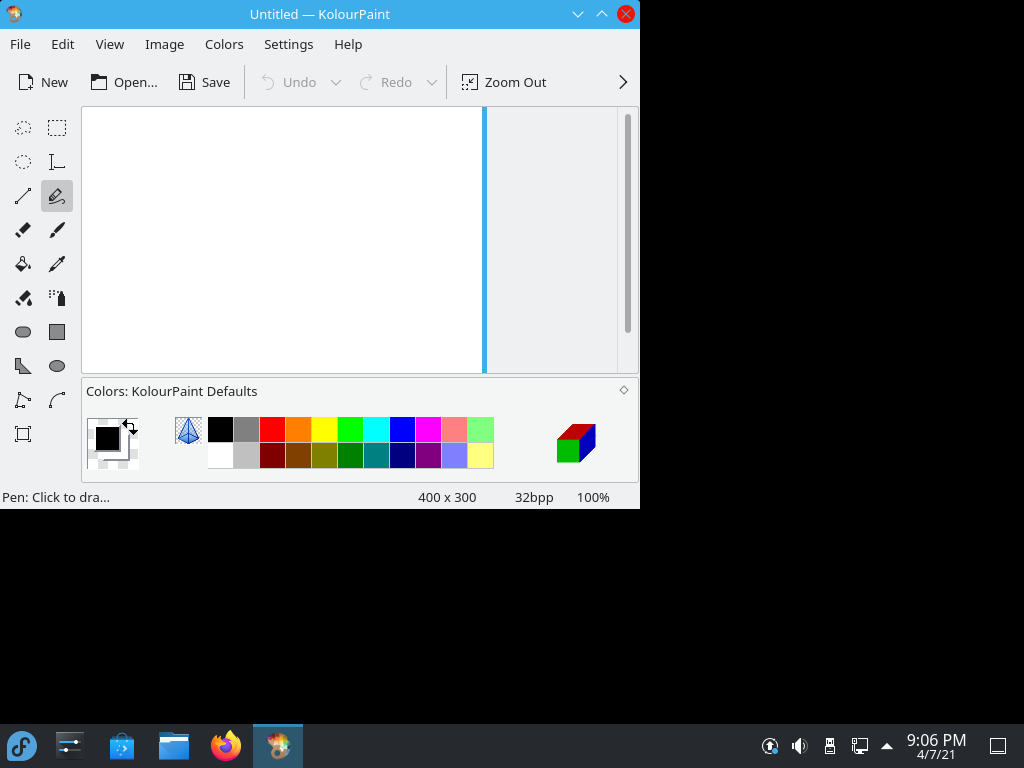 Untitled — KolourPaint
File Edit View Image Colors Settings Help
New Open... Save Undo Redo Zoom Out
Colors: KolourPaint Defaults
Pen: Click to dra... 400 x 300 32bpp 100%
9:06 PM
4/7/21